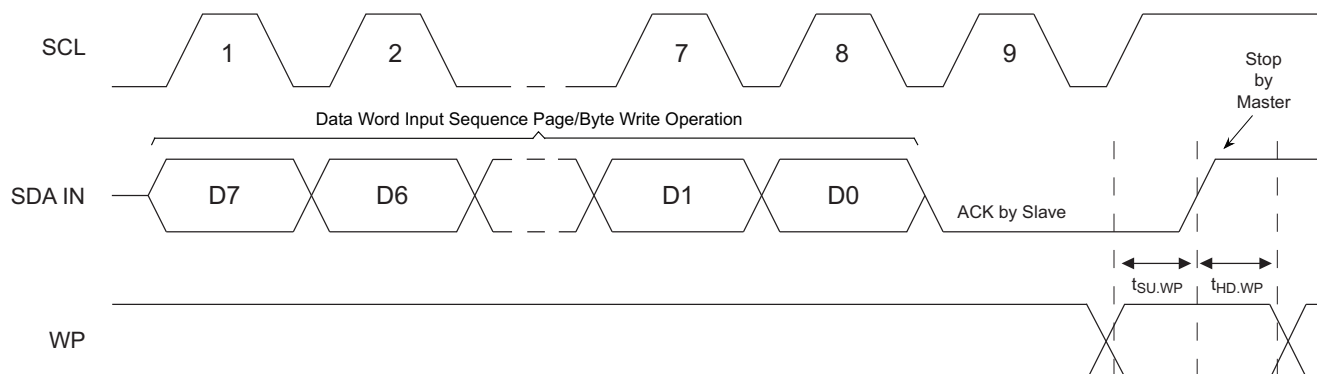 SCL
1
2
7
8
9
Stop
by
Master
Data Word Input Sequence Page/Byte Write Operation
SDA IN
D7
D6
D1
D0
ACK by Slave
tSU.WP
tHD.WP
WP